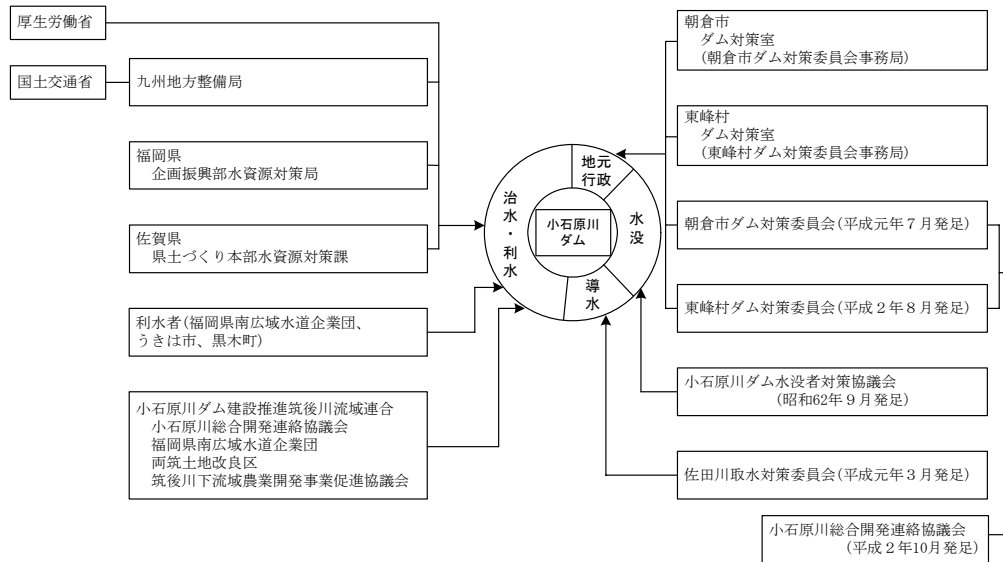 厚生労働省
国土交通省
九州地方整備局
福岡県
企画振興部水資源対策局
佐賀県
県土づくり本部水資源対策課
利水者(福岡県南広域水道企業団、
うきは市、黒木町)
小石原川ダム建設推進筑後川流域連合
小石原川総合開発連絡協議会
福岡県南広域水道企業団
両筑土地改良区
筑後川下流域農業開発事業促進協議会
治水・利水
地元
行政
水没
導水
小石原川
ダム
朝倉市
ダム対策室
(朝倉市ダム対策委員会事務局)
東峰村
ダム対策室
(東峰村ダム対策委員会事務局)
朝倉市ダム対策委員会(平成元年7月発足)
東峰村ダム対策委員会(平成2年8月発足)
小石原川ダム水没者対策協議会
(昭和62年9月発足)
佐田川取水対策委員会(平成元年3月発足)
小石原川総合開発連絡協議会
(平成2年10月発足)